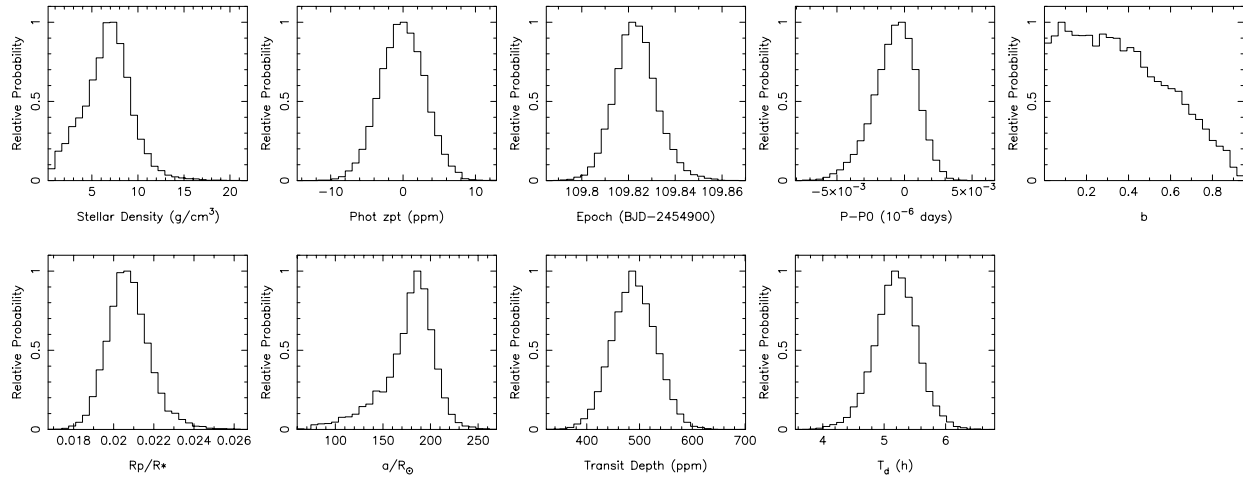 Relative Probability
0 0.5 1
5 10 15 20
Stellar Density (g/cm³)
Relative Probability
0 0.5 1
−10 0 10
Phot zpt (ppm)
Relative Probability
0 0.5 1
109.8 109.82 109.84 109.86
Epoch (BJD−2454900)
Relative Probability
0 0.5 1
−5×10⁻³ 0 5×10⁻³
P−P0 (10⁻⁶ days)
Relative Probability
0 0.5 1
0.2 0.4 0.6 0.8
b
Relative Probability
0 0.5 1
0.018 0.02 0.022 0.024 0.026
Rp/R*
Relative Probability
0 0.5 1
100 150 200 250
a/R☉
Relative Probability
0 0.5 1
400 500 600 700
Transit Depth (ppm)
Relative Probability
0 0.5 1
4 5 6
T_d (h)